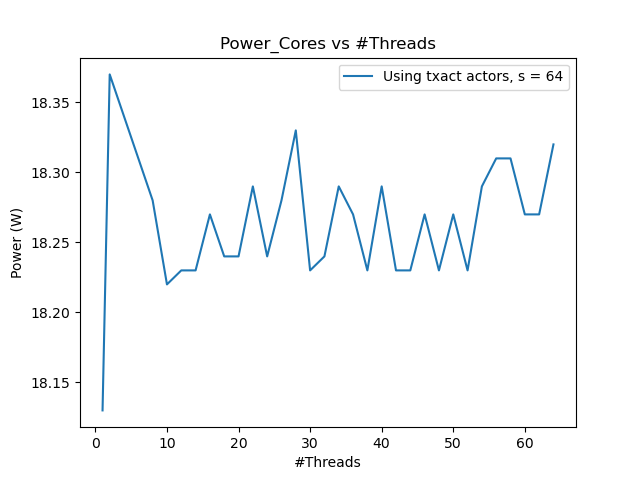 Power_Cores vs #Threads
Using txact actors, s = 64
18.35
18.30
18.25
18.20
18.15
Power (W)
0 10 20 30 40 50 60
#Threads